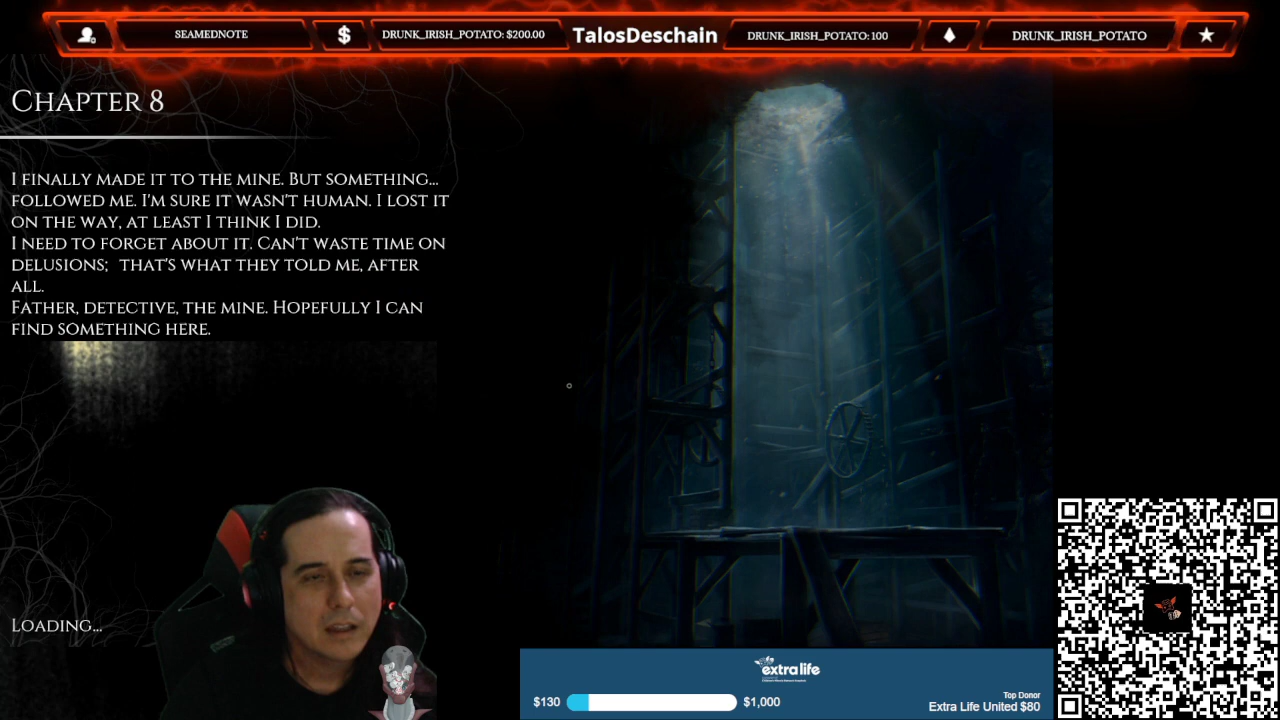 SEAMEDNOTE
$
DRUNK_IRISH_POTATO: $200.00
TalosDeschain
DRUNK_IRISH_POTATO: 100
DRUNK_IRISH_POTATO
Chapter 8
I finally made it to the mine. But something...
followed me. I'm sure it wasn't human. I lost it
on the way, at least I think I did.
I need to forget about it. Can't waste time on
delusions;  that's what they told me, after
all.
Father, detective, the mine. Hopefully I can
find something here.
Loading...
extra life
$130
$1,000
Top Donor
Extra Life United $80